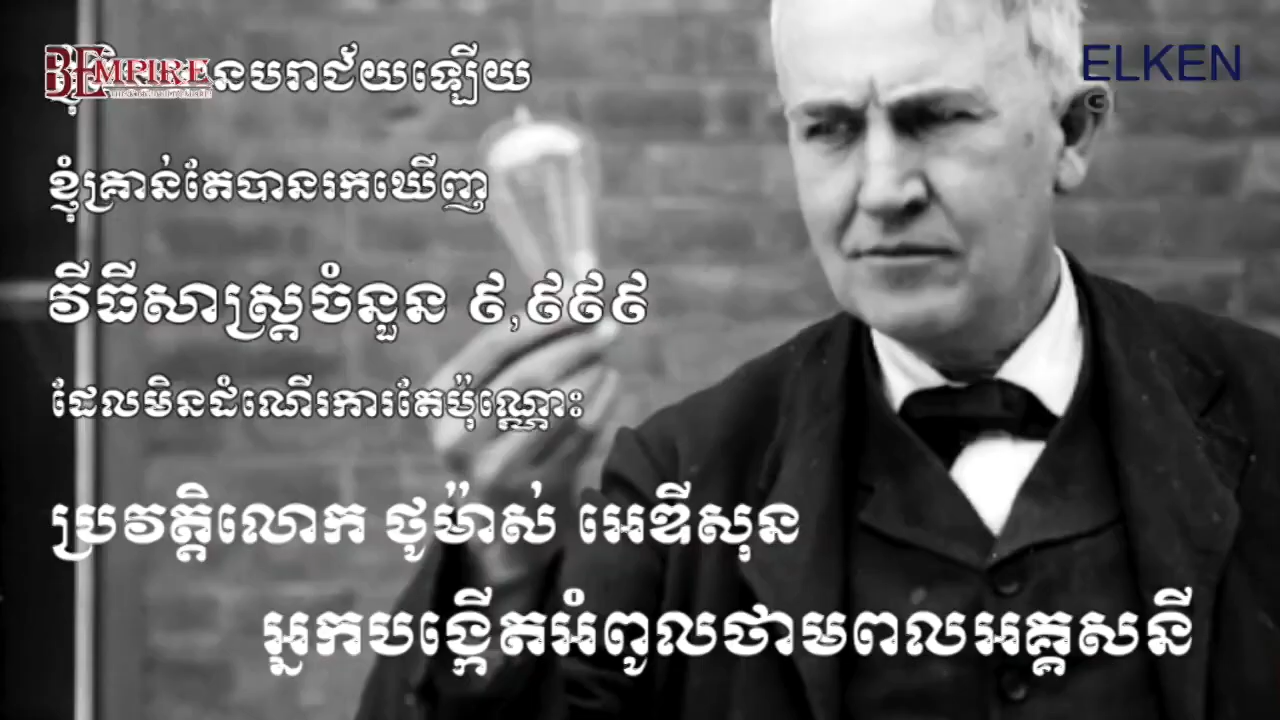 BEMPIRE
ELKEN
បរាជ័យឡើយ
ខ្ញុំគ្រាន់តែបានរកឃើញ
វីធីសាស្ត្រចំនួន ៩,៩៩៩
ដែលមិនដំណើរការតែប៉ុណ្ណោះ
ប្រវត្តិលោក ថូម៉ាស់ អេឌីសុន
អ្នកបង្កើតអំពូលថាមពលអគ្គសនី